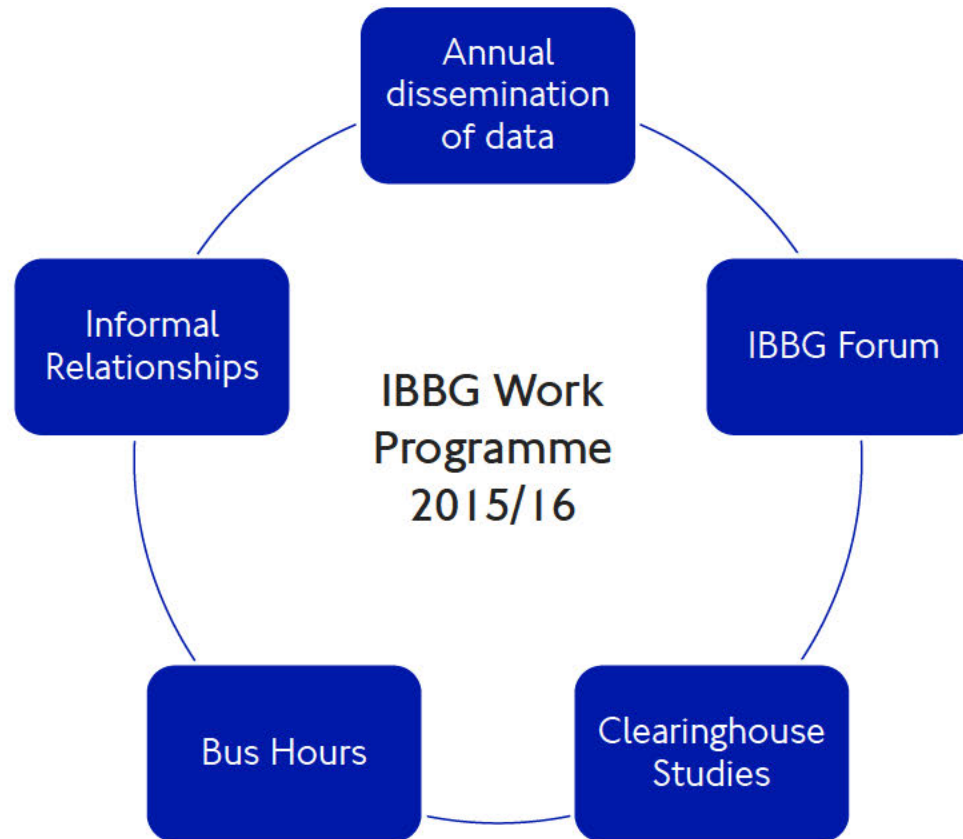 Annual
dissemination
of data
IBBG Forum
Clearinghouse
Studies
Bus Hours
Informal
Relationships
IBBG Work
Programme
2015/16